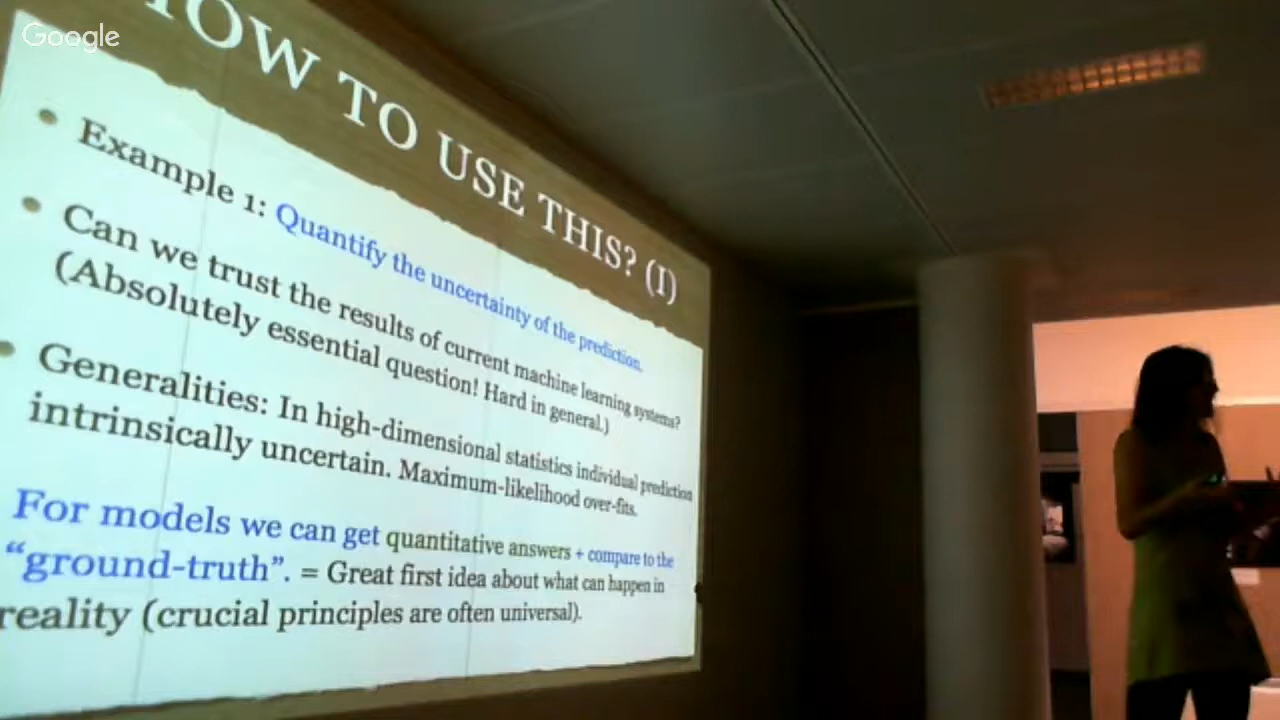 Google
HOW TO USE THIS? (I)
Example 1: Quantify the uncertainty of the prediction.
Can we trust the results of current machine learning systems?
(Absolutely essential question! Hard in general.)
Generalities: In high-dimensional statistics individual prediction
intrinsically uncertain. Maximum-likelihood over-fits.
For models we can get quantitative answers + compare to the
“ground-truth”. = Great first idea about what can happen in
reality (crucial principles are often universal).